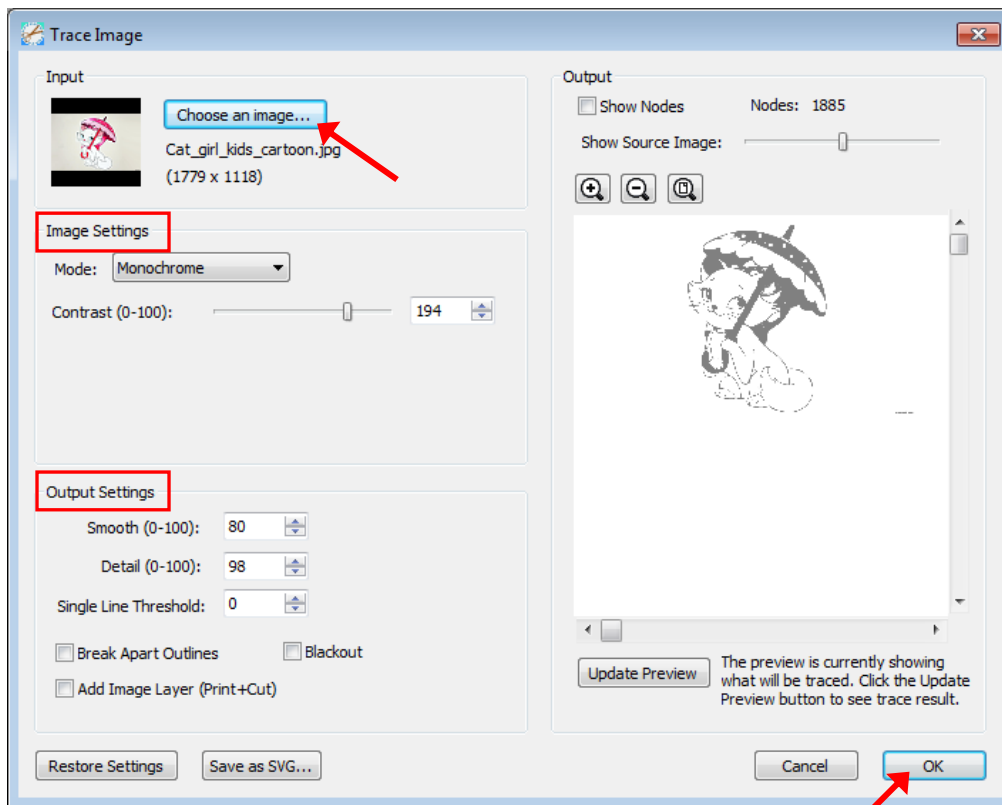 Trace Image
Input
Choose an image...
Cat_girl_kids_cartoon.jpg
(1779 x 1118)
Image Settings
Mode: Monochrome
Contrast (0-100): 194
Output Settings
Smooth (0-100): 80
Detail (0-100): 98
Single Line Threshold: 0
Break Apart Outlines Blackout
Add Image Layer (Print+Cut)
Restore Settings Save as SVG...
Output
Show Nodes Nodes: 1885
Show Source Image:
Update Preview
The preview is currently showing
what will be traced. Click the Update
Preview button to see trace result.
Cancel OK